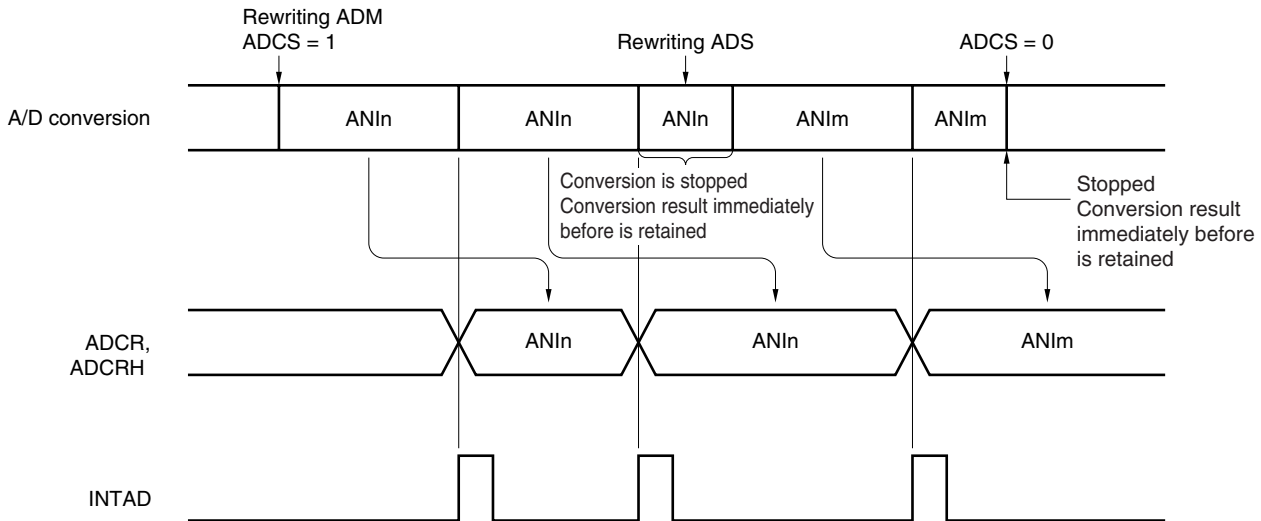 Rewriting ADM
ADCS = 1
Rewriting ADS
ADCS = 0
A/D conversion
ANIn
ANIn
ANIn
ANIm
ANIm
Conversion is stopped
Conversion result immediately
before is retained
Stopped
Conversion result
immediately before
is retained
ADCR,
ADCRH
ANIn
ANIn
ANIm
INTAD